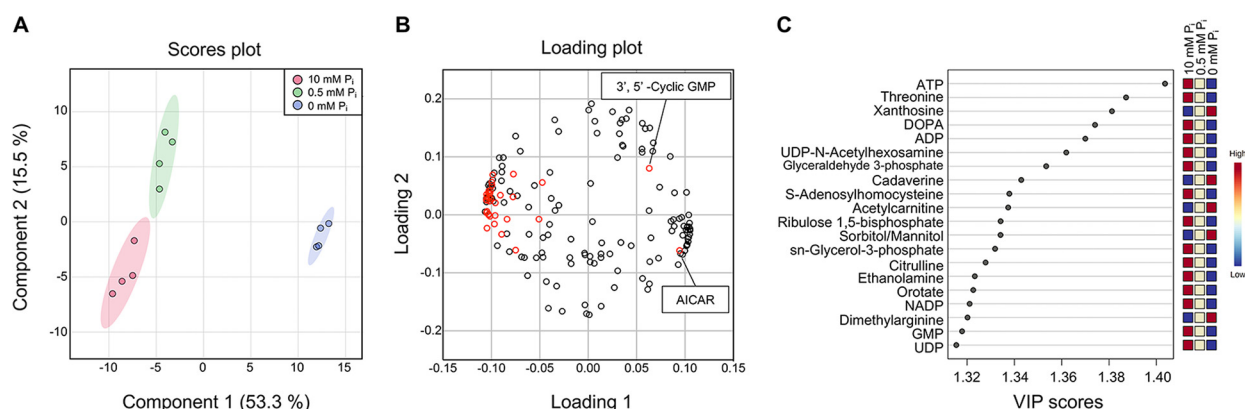 A
Scores plot
10 mM Pi
0.5 mM Pi
0 mM Pi
10
5
0
-5
-10
-10
-5
0
5
10
15
Component 2 (15.5 %)
Component 1 (53.3 %)
B
Loading plot
3', 5' -Cyclic GMP
AICAR
0.2
0.1
0.0
-0.1
-0.2
-0.15
-0.10
-0.05
0.00
0.05
0.10
0.15
Loading 2
Loading 1
C
10 mM Pi
0.5 mM Pi
0 mM Pi
ATP
Threonine
Xanthosine
DOPA
ADP
UDP-N-Acetylhexosamine
Glyceraldehyde 3-phosphate
Cadaverine
S-Adenosylhomocysteine
Acetylcarnitine
Ribulose 1,5-bisphosphate
Sorbitol/Mannitol
sn-Glycerol-3-phosphate
Citrulline
Ethanolamine
Orotate
NADP
Dimethylarginine
GMP
UDP
High
Low
1.32
1.34
1.36
1.38
1.40
VIP scores